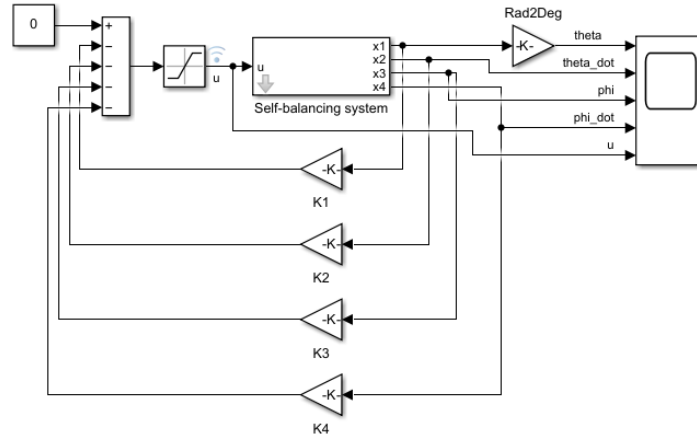 Rad2Deg
0
+
−
−
−
−
u
u
x1
x2
x3
x4
Self-balancing system
-K-
theta
theta_dot
phi
phi_dot
u
-K-
K1
-K-
K2
-K-
K3
-K-
K4